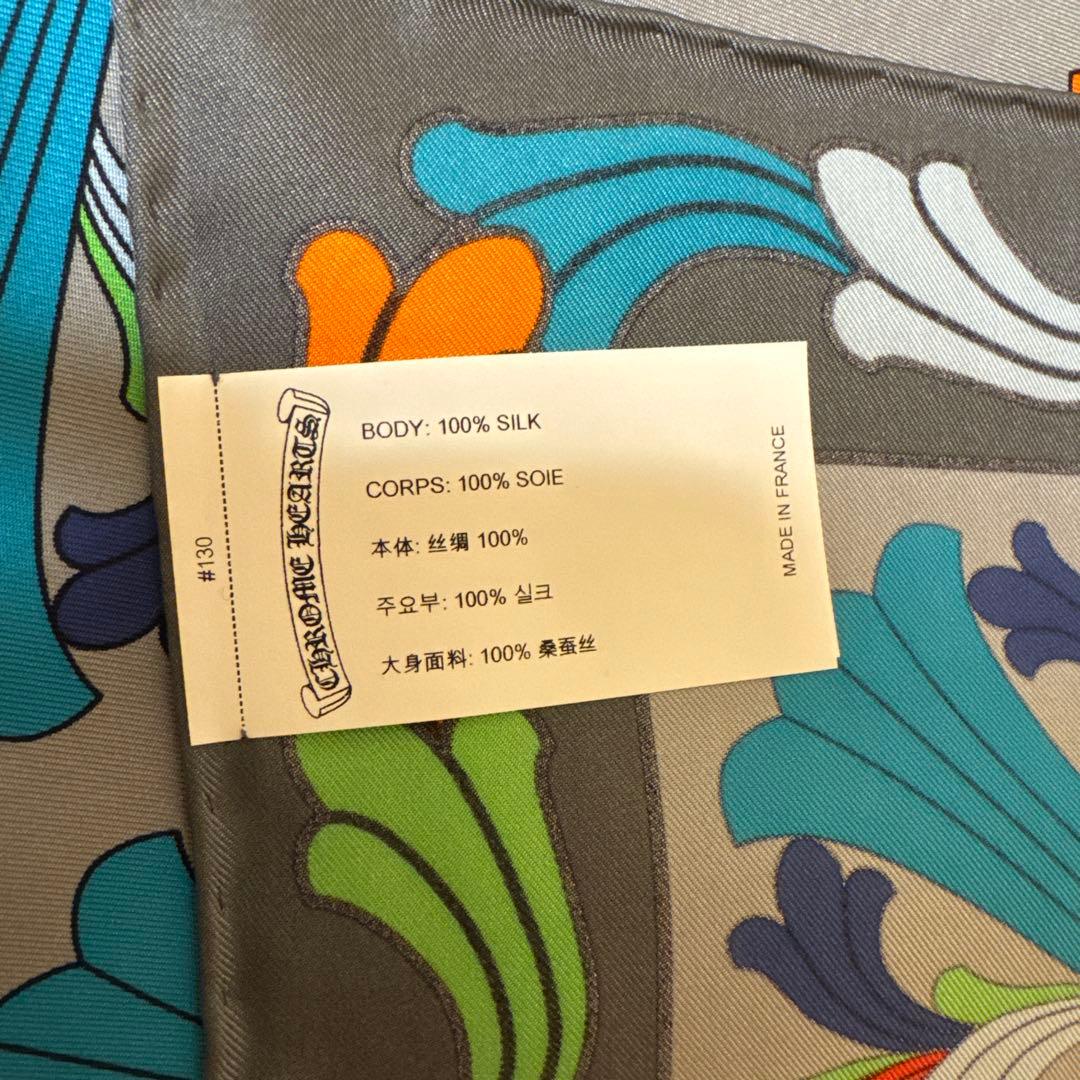 #130
CHROME HEARTS
BODY: 100% SILK
CORPS: 100% SOIE
本体: 丝绸 100%
주요부: 100% 실크
大身面料: 100% 桑蚕丝
MADE IN FRANCE